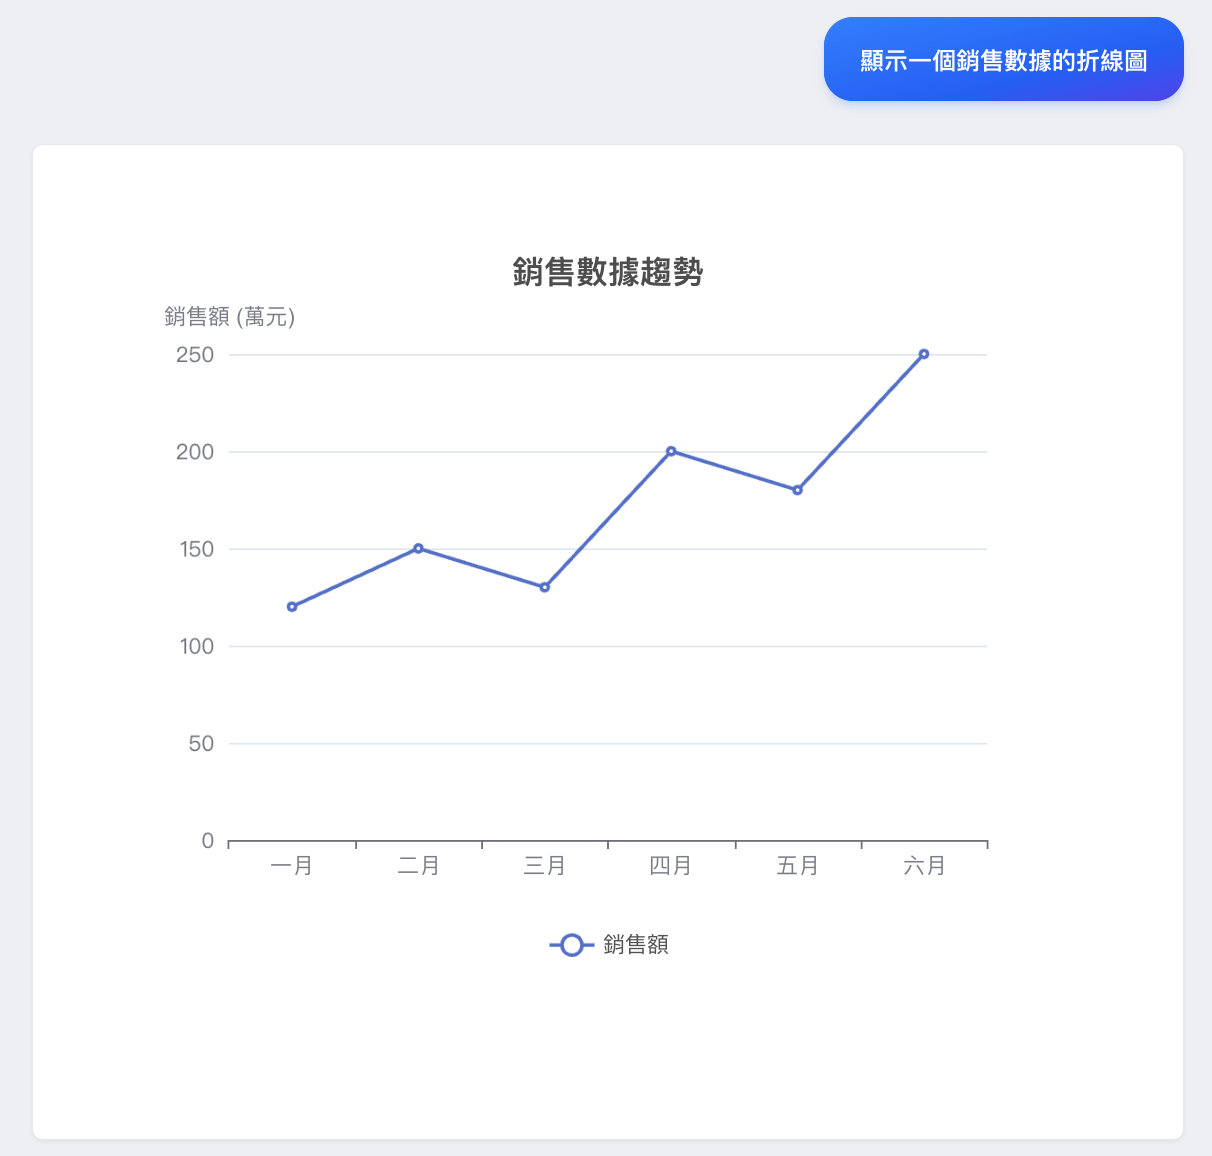 顯示一個銷售數據的折線圖
銷售數據趨勢
銷售額 (萬元)
250
200
150
100
50
0
一月 二月 三月 四月 五月 六月
銷售額